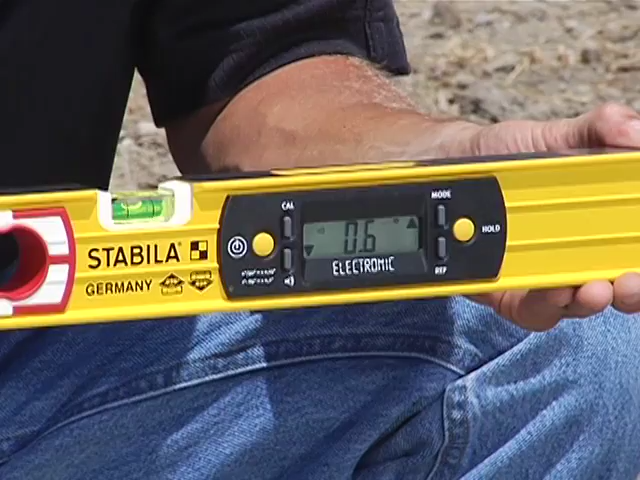 STABILA®
GERMANY
CAL
MODE
0.6
HOLD
ELECTRONIC
REF